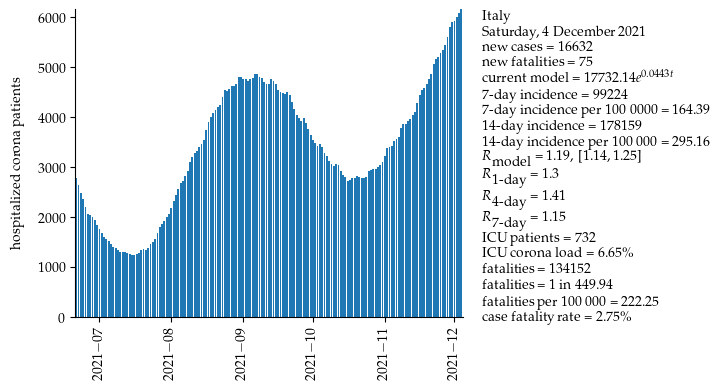 6000
5000
4000
3000
2000
1000
0
hospitalized corona patients
2021−07
2021−08
2021−09
2021−10
2021−11
2021−12
Italy
Saturday, 4 December 2021
new cases = 16632
new fatalities = 75
current model = 17732.14e^0.0443t
7-day incidence = 99224
7-day incidence per 100 0000 = 164.39
14-day incidence = 178159
14-day incidence per 100 000 = 295.16
R_model = 1.19, [1.14, 1.25]
R_1-day = 1.3
R_4-day = 1.41
R_7-day = 1.15
ICU patients = 732
ICU corona load = 6.65%
fatalities = 134152
fatalities = 1 in 449.94
fatalities per 100 000 = 222.25
case fatality rate = 2.75%